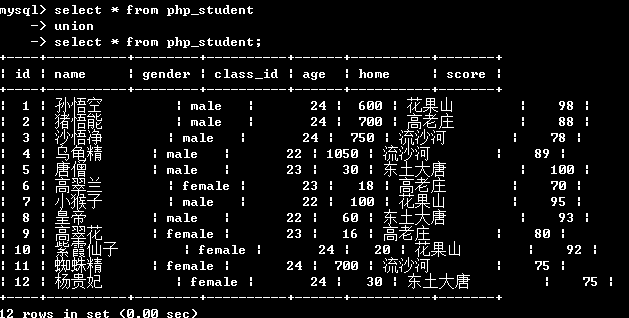 mysql> select * from php_student
    -> union
    -> select * from php_student;
+----+----------+--------+----------+------+----------+-------+
| id | name     | gender | class_id | age  | home     | score |
+----+----------+--------+----------+------+----------+-------+
|  1 | 孙悟空 | male | 24 | 600 | 花果山 | 98 |
|  2 | 猪悟能 | male | 24 | 700 | 高老庄 | 88 |
|  3 | 沙悟净 | male | 24 | 750 | 流沙河 | 78 |
|  4 | 乌龟精 | male | 22 | 1050 | 流沙河 | 89 |
|  5 | 唐僧 | male | 23 | 30 | 东土大唐 | 100 |
|  6 | 高翠兰 | female | 23 | 18 | 高老庄 | 70 |
|  7 | 小猴子 | male | 22 | 100 | 花果山 | 95 |
|  8 | 皇帝 | male | 22 | 60 | 东土大唐 | 93 |
|  9 | 高翠花 | female | 23 | 16 | 高老庄 | 80 |
| 10 | 紫霞仙子 | female | 24 | 20 | 花果山 | 92 |
| 11 | 蜘蛛精 | female | 24 | 700 | 流沙河 | 75 |
| 12 | 杨贵妃 | female | 24 | 30 | 东土大唐 | 75 |
+----+----------+--------+----------+------+----------+-------+
12 rows in set (0.00 sec)